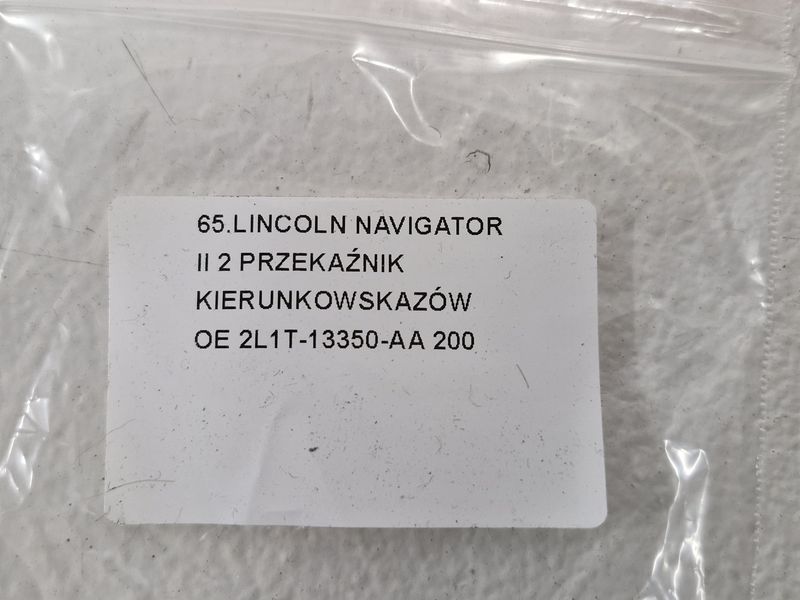 65.LINCOLN NAVIGATOR
II 2 PRZEKAŹNIK
KIERUNKOWSKAZÓW
OE 2L1T-13350-AA 200